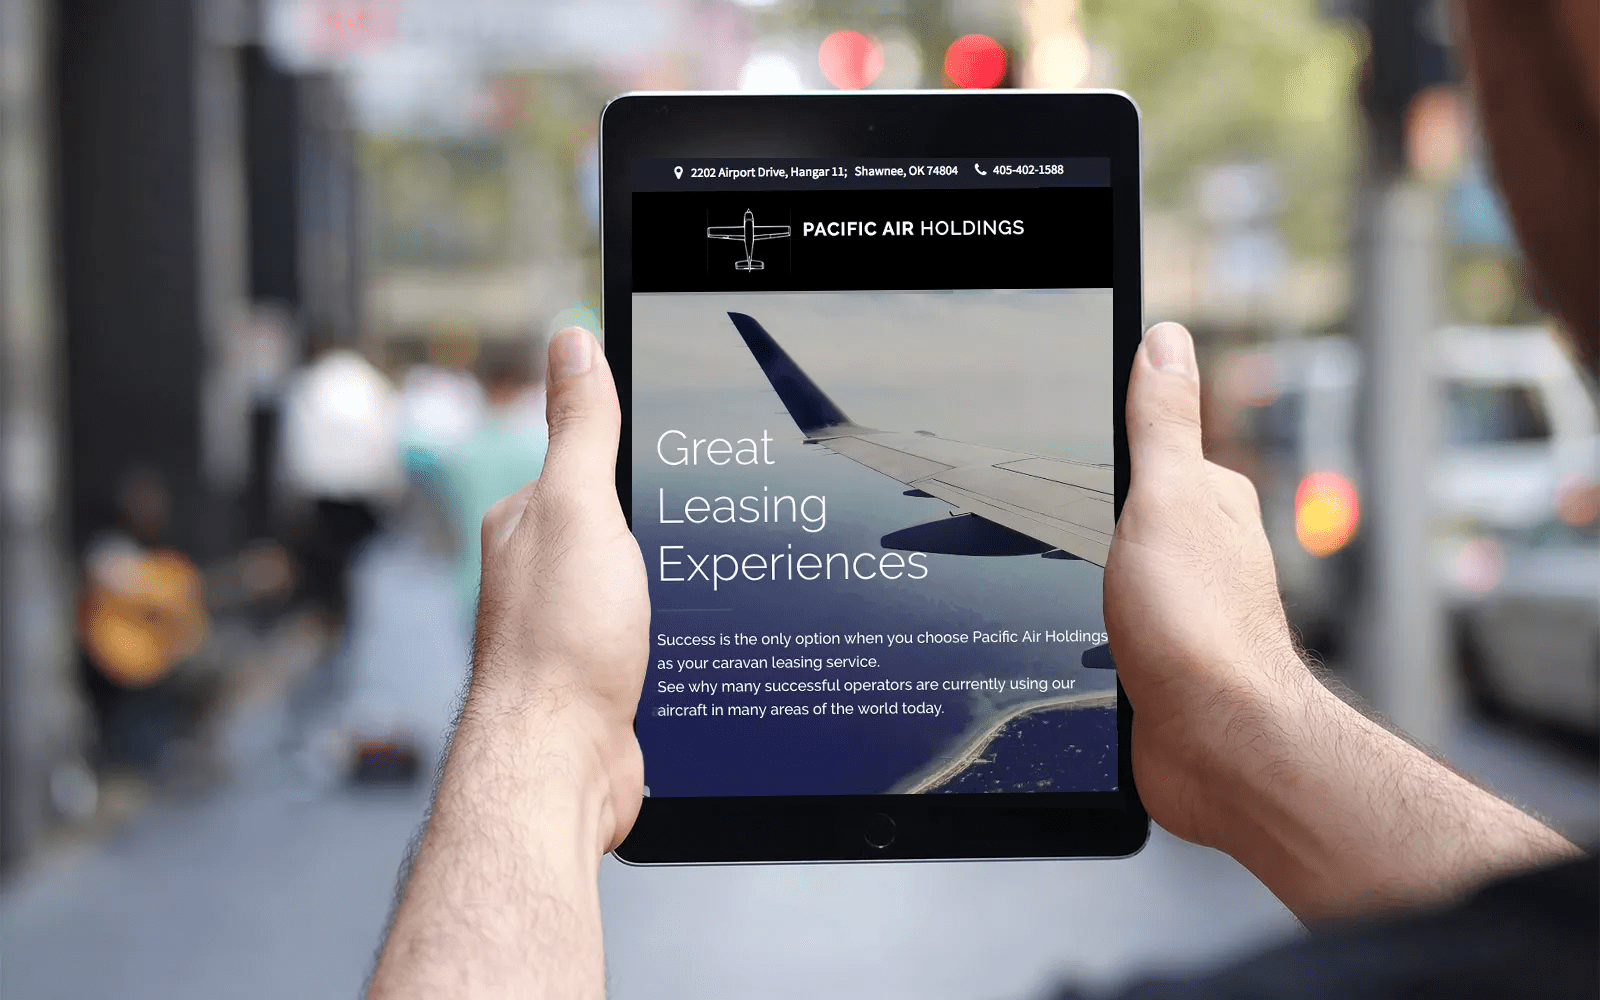 2202 Airport Drive, Hangar 11; Shawnee, OK 74804 405-402-1588
PACIFIC AIR HOLDINGS
Great
Leasing
Experiences
Success is the only option when you choose Pacific Air Holdings
as your caravan leasing service.
See why many successful operators are currently using our
aircraft in many areas of the world today.